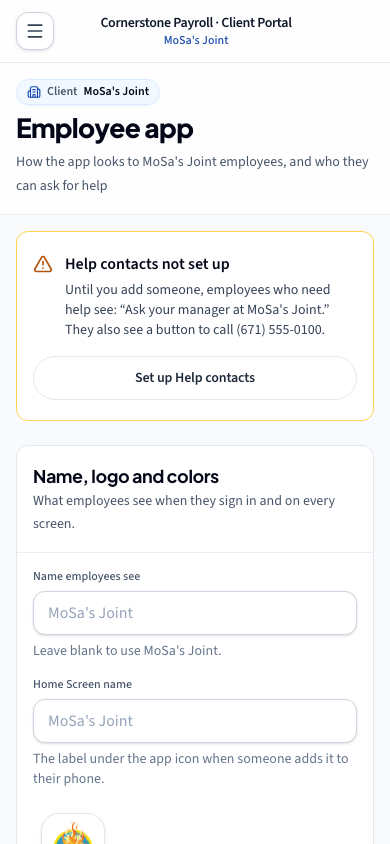 Cornerstone Payroll · Client Portal
MoSa's Joint
Client MoSa's Joint
Employee app
How the app looks to MoSa's Joint employees, and who they
can ask for help
Help contacts not set up
Until you add someone, employees who need
help see: “Ask your manager at MoSa's Joint.”
They also see a button to call (671) 555-0100.
Set up Help contacts
Name, logo and colors
What employees see when they sign in and on every
screen.
Name employees see
MoSa's Joint
Leave blank to use MoSa's Joint.
Home Screen name
MoSa's Joint
The label under the app icon when someone adds it to
their phone.